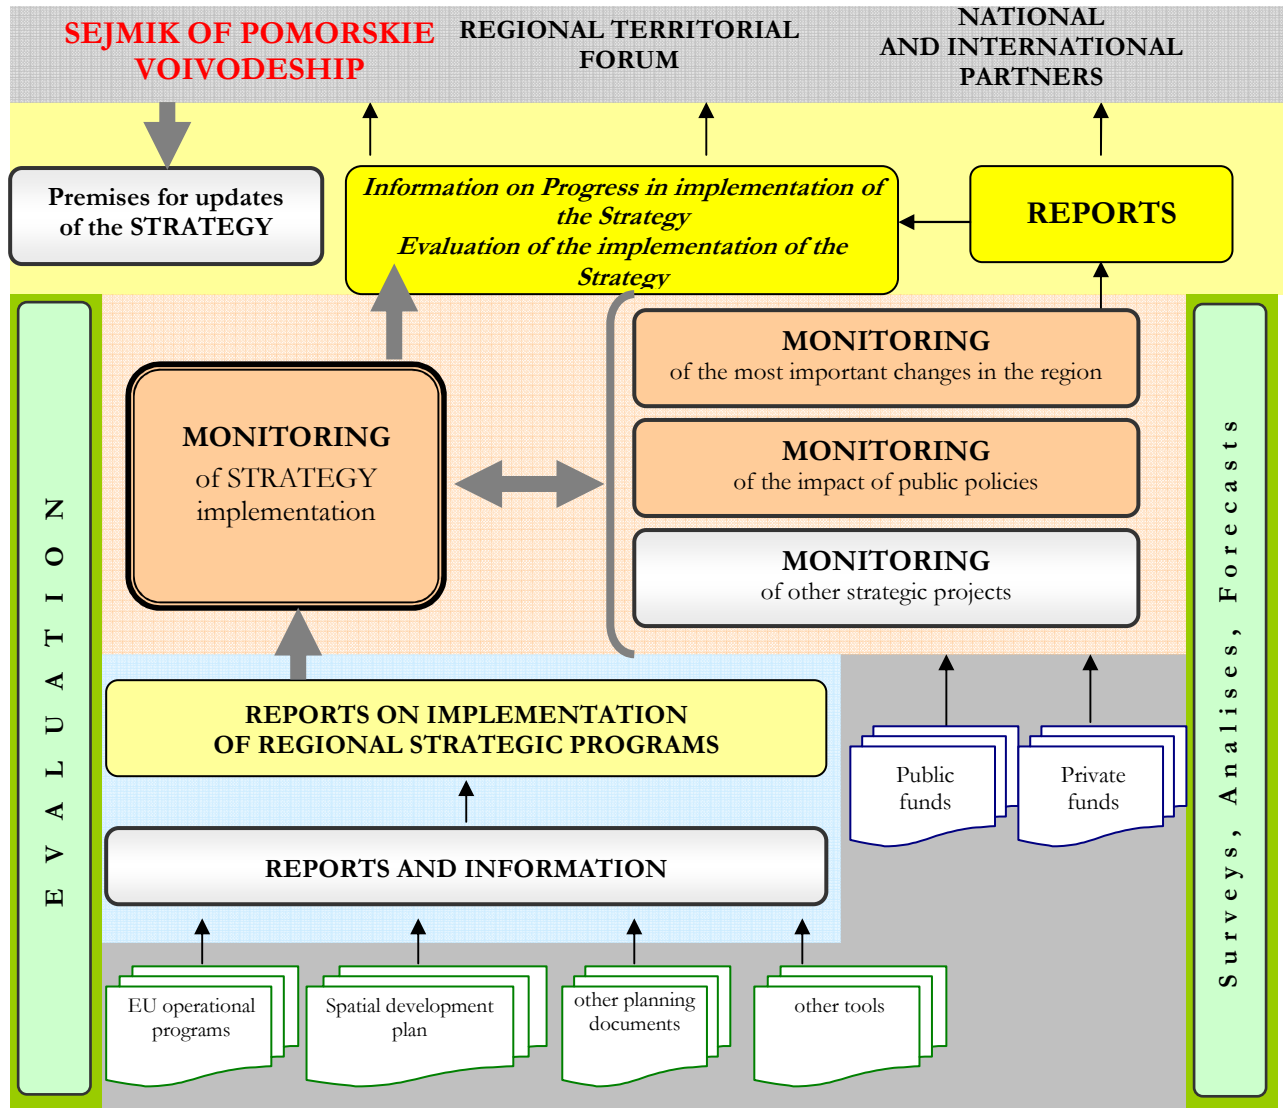 SEJMIK OF POMORSKIE
VOIVODESHIP
REGIONAL TERRITORIAL
FORUM
NATIONAL
AND INTERNATIONAL
PARTNERS
Premises for updates
of the STRATEGY
Information on Progress in implementation of
the Strategy
Evaluation of the implementation of the
Strategy
REPORTS
EVALUATION
MONITORING
of STRATEGY
implementation
MONITORING
of the most important changes in the region
MONITORING
of the impact of public policies
MONITORING
of other strategic projects
Surveys, Analises, Forecasts
REPORTS ON IMPLEMENTATION
OF REGIONAL STRATEGIC PROGRAMS
Public
funds
Private
funds
REPORTS AND INFORMATION
EU operational
programs
Spatial development
plan
other planning
documents
other tools